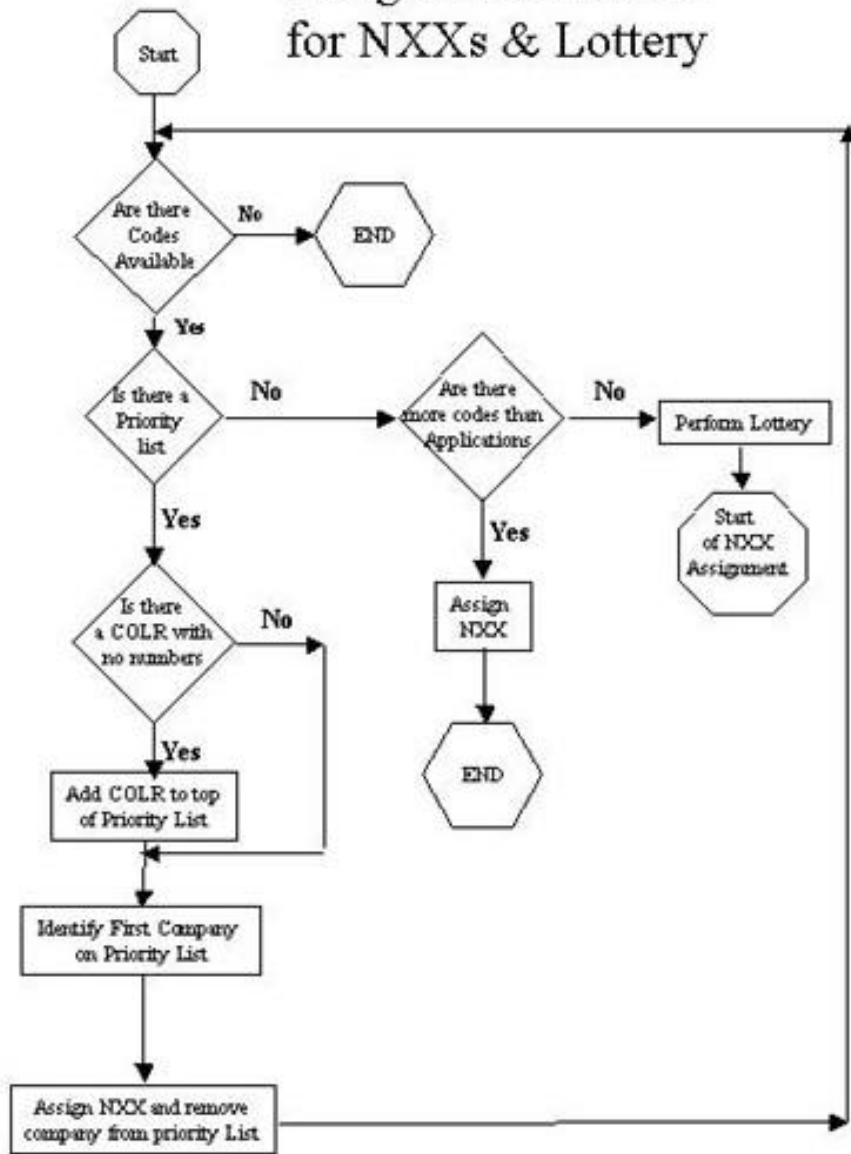 for NXXs & Lottery
Start
Are there
Codes
Available
No
END
Yes
Is there a
Priority
list
No
Are there
more codes than
Applications
No
Perform Lottery
Start
of NXX
Assignment
Yes
Yes
Assign
NXX
END
Is there
a COLR with
no numbers
No
Yes
Add COLR to top
of Priority List
Identify First Company
on Priority List
Assign NXX and remove
company from priority List